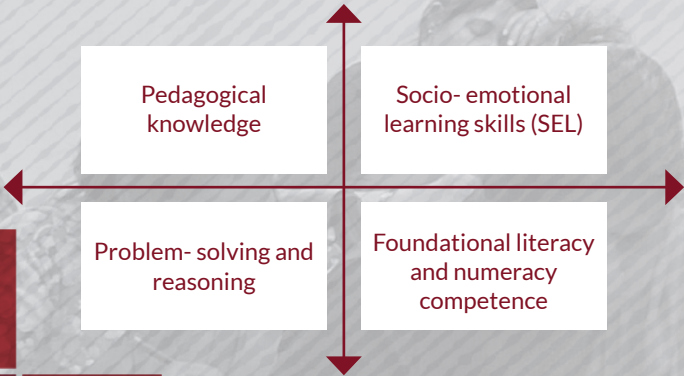 Pedagogical
knowledge
Socio- emotional
learning skills (SEL)
Problem- solving and
reasoning
Foundational literacy
and numeracy
competence